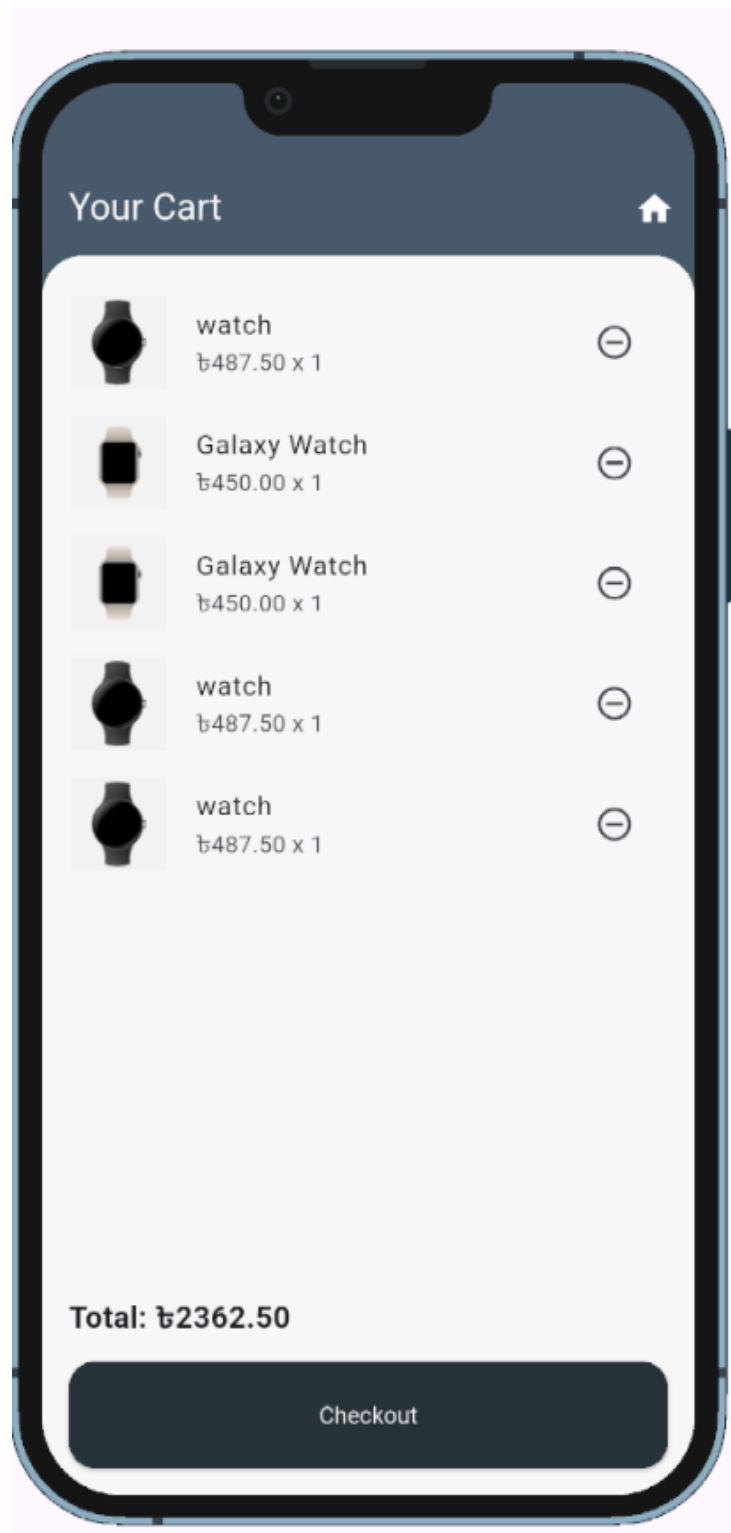 Your Cart
watch
৳487.50 x 1
Galaxy Watch
৳450.00 x 1
Galaxy Watch
৳450.00 x 1
watch
৳487.50 x 1
watch
৳487.50 x 1
Total: ৳2362.50
Checkout